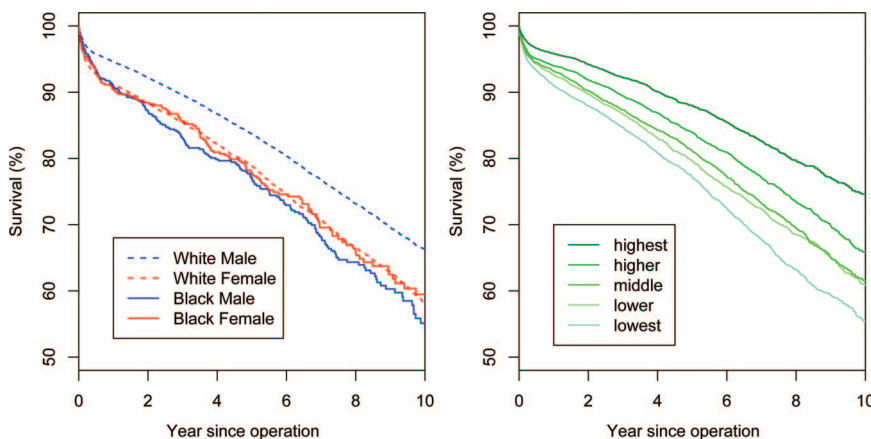 100
90
80
70
60
50
Survival (%)
White Male
White Female
Black Male
Black Female
0 2 4 6 8 10
Year since operation
100
90
80
70
60
50
Survival (%)
highest
higher
middle
lower
lowest
0 2 4 6 8 10
Year since operation